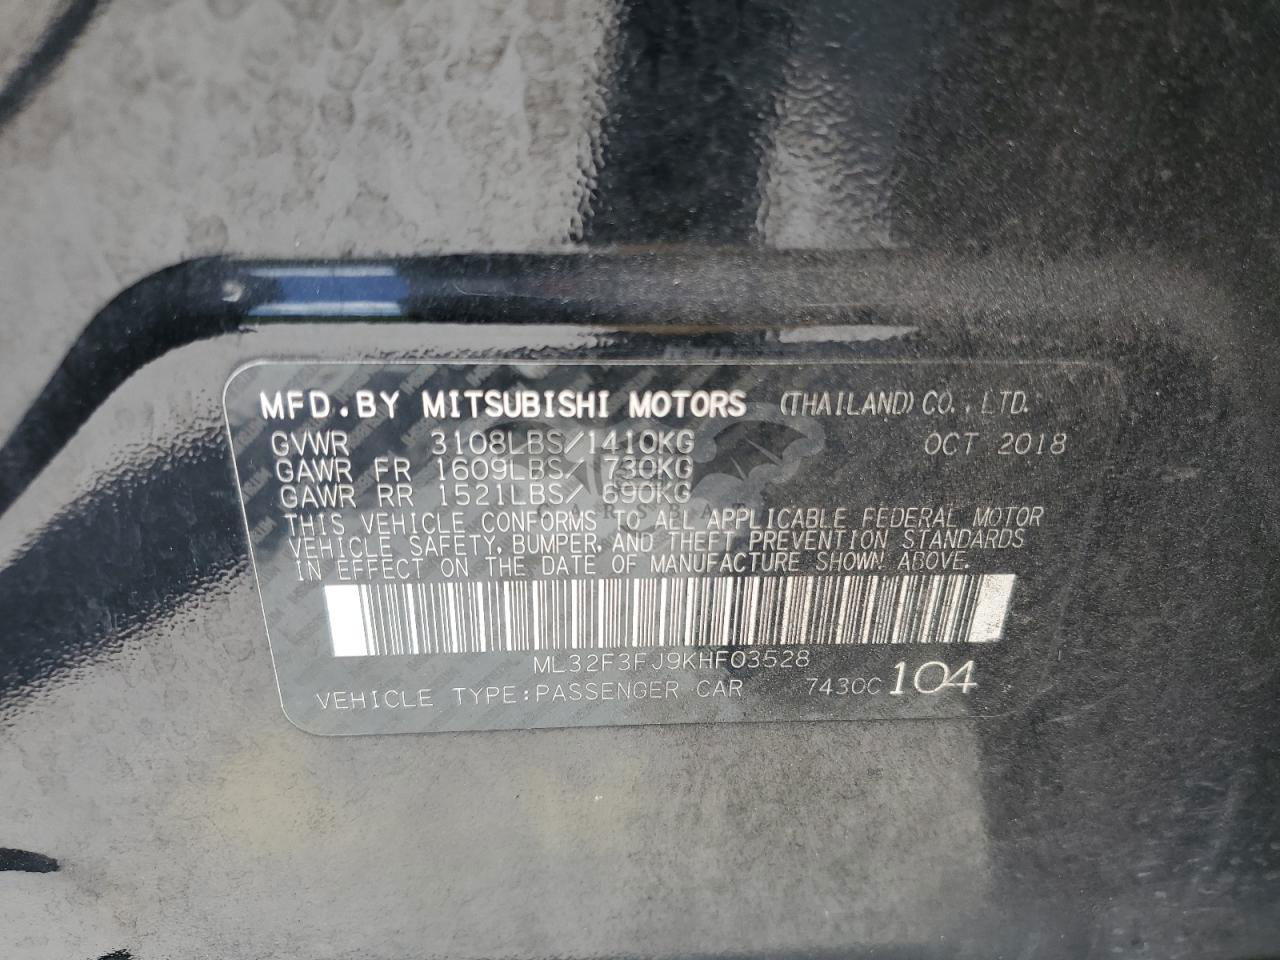 MFD.BY MITSUBISHI MOTORS (THAILAND) CO., LTD.
GVWR 3108LBS/1410KG OCT 2018
GAWR FR 1609LBS/ 730KG
GAWR RR 1521LBS/ 690KG
THIS VEHICLE CONFORMS TO ALL APPLICABLE FEDERAL MOTOR
VEHICLE SAFETY, BUMPER, AND THEFT PREVENTION STANDARDS
IN EFFECT ON THE DATE OF MANUFACTURE SHOWN ABOVE.
ML32F3FJ9KHF03528
VEHICLE TYPE:PASSENGER CAR 7430C 104